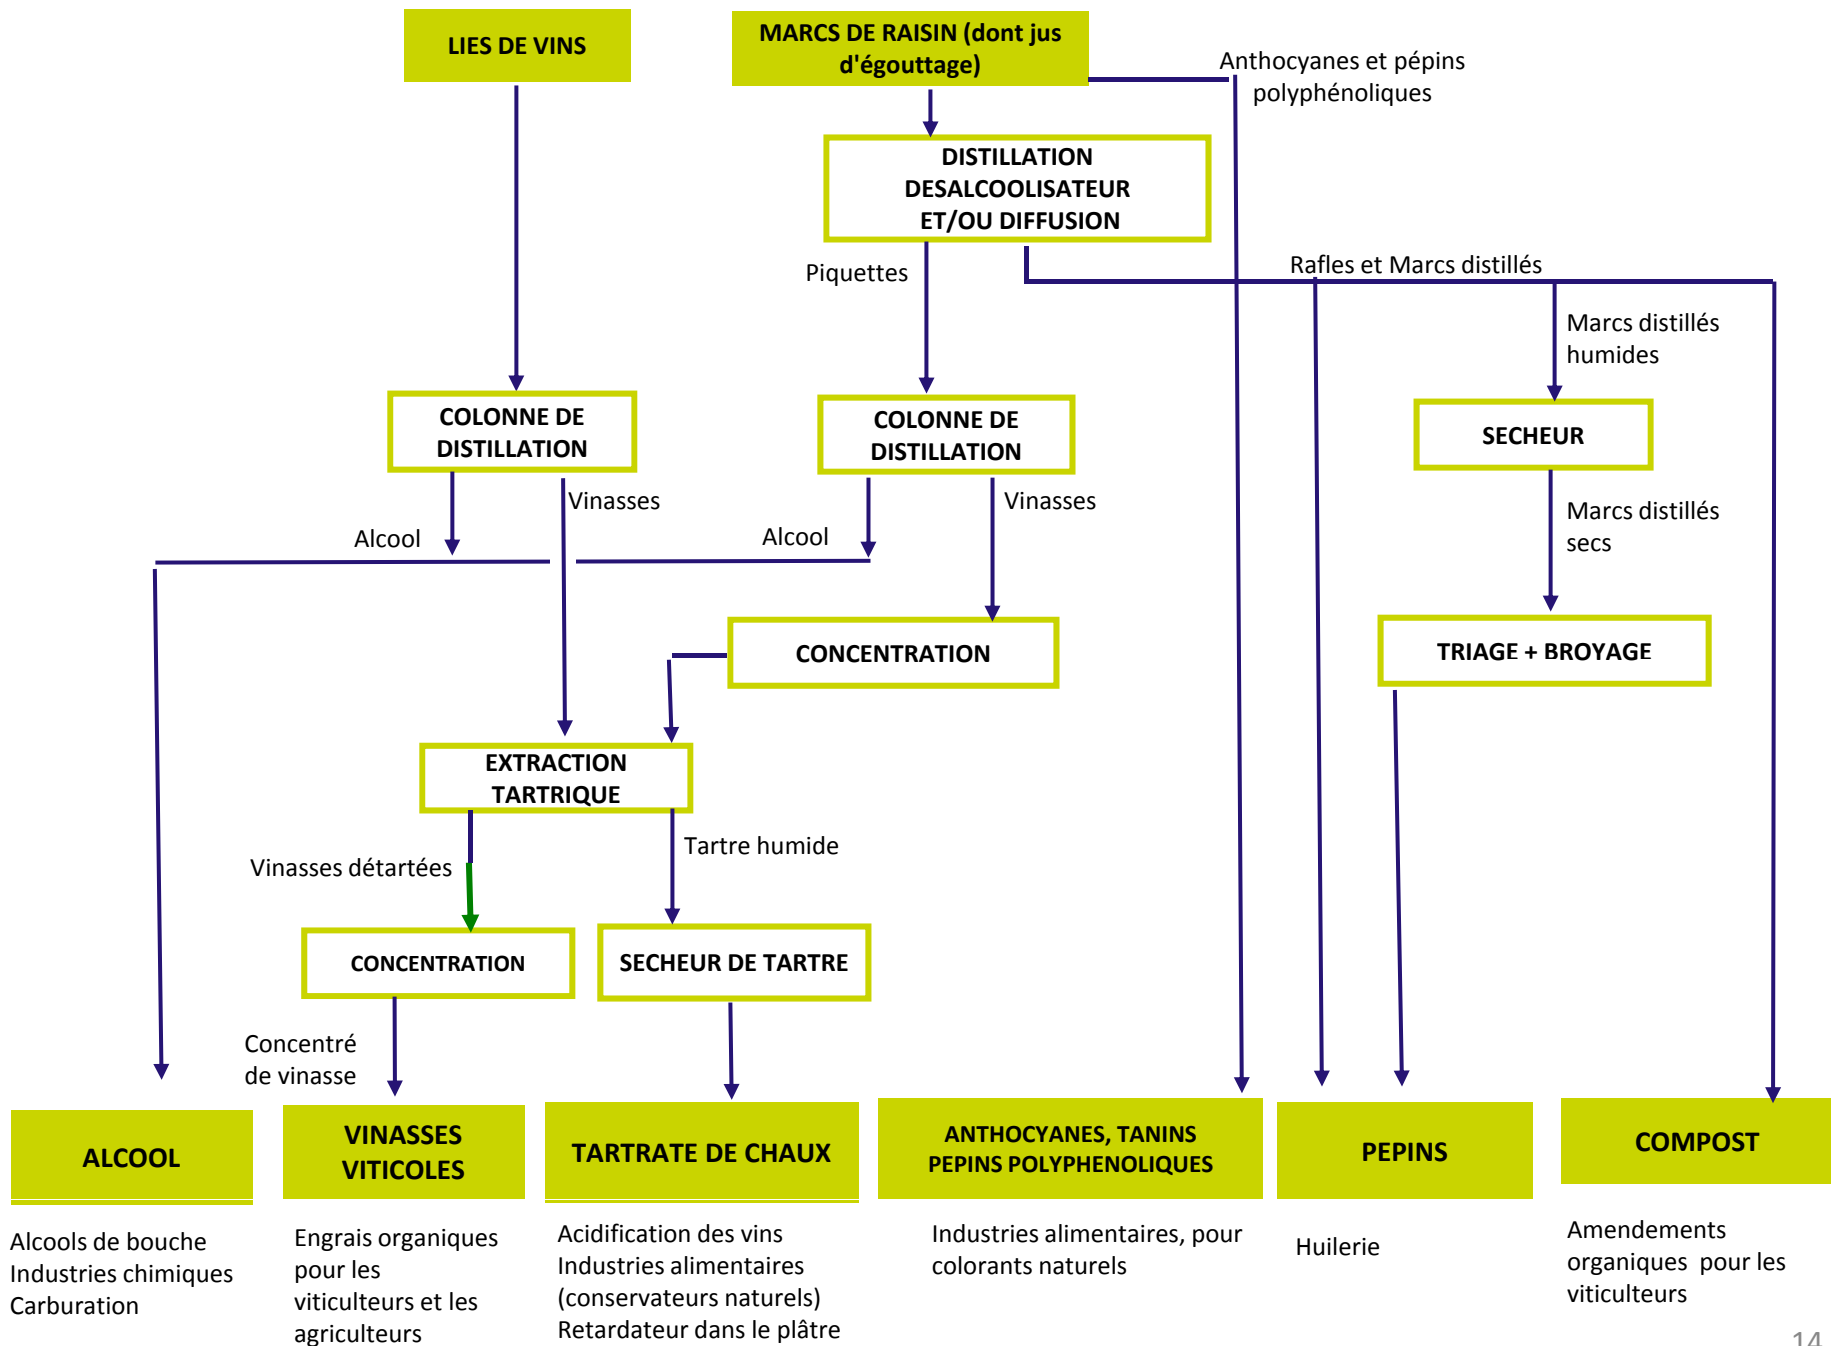 LIES DE VINS
MARCS DE RAISIN (dont jus
d'égouttage)
Anthocyanes et pépins
polyphénoliques
DISTILLATION
DESALCOOLISATEUR
ET/OU DIFFUSION
Piquettes
Rafles et Marcs distillés
Marcs distillés
humides
COLONNE DE
DISTILLATION
COLONNE DE
DISTILLATION
SECHEUR
Vinasses
Vinasses
Alcool
Alcool
Marcs distillés
secs
CONCENTRATION
TRIAGE + BROYAGE
EXTRACTION
TARTRIQUE
Vinasses détartées
Tartre humide
CONCENTRATION
SECHEUR DE TARTRE
Concentré
de vinasse
ALCOOL
VINASSES
VITICOLES
TARTRATE DE CHAUX
ANTHOCYANES, TANINS
PEPINS POLYPHENOLIQUES
PEPINS
COMPOST
Alcools de bouche
Industries chimiques
Carburation
Engrais organiques
pour les
viticulteurs et les
agriculteurs
Acidification des vins
Industries alimentaires
(conservateurs naturels)
Retardateur dans le plâtre
Industries alimentaires, pour
colorants naturels
Huilerie
Amendements
organiques pour les
viticulteurs
14